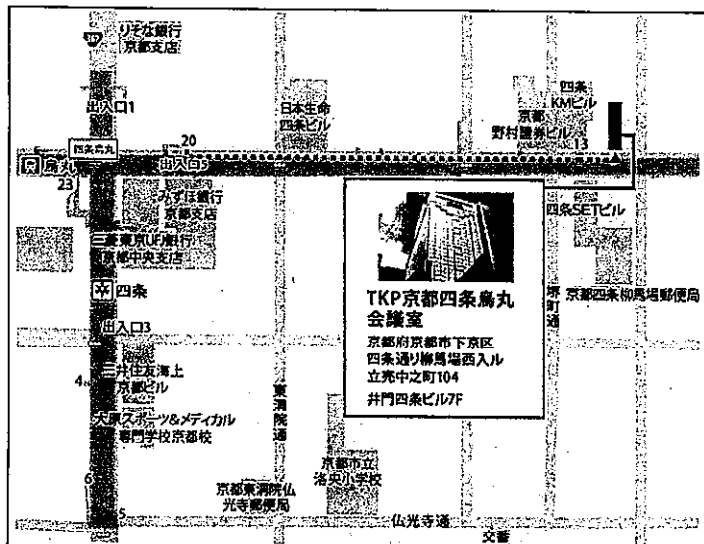 367
りそな銀行
京都支店
出入口1
日本生命
四条ビル
四条
KMビル
京都
野村證券ビル
四条烏丸
20
13
烏丸
出入口5
23
みずほ銀行
京都支店
三菱東京UFJ銀行
京都中央支店
四条SETビル
四条
TKP京都四条烏丸
会議室
京都府京都市下京区
四条通り柳馬場西入ル
立売中之町104
井門四条ビル7F
堺町通
京都四条柳馬場郵便局
出入口3
三井住友海上
京都ビル
4
東洞院通
大原スポーツ&メディカル
専門学校京都校
京都市立
洛央小学校
6
京都東洞院仏
光寺郵便局
5
仏光寺通
交番